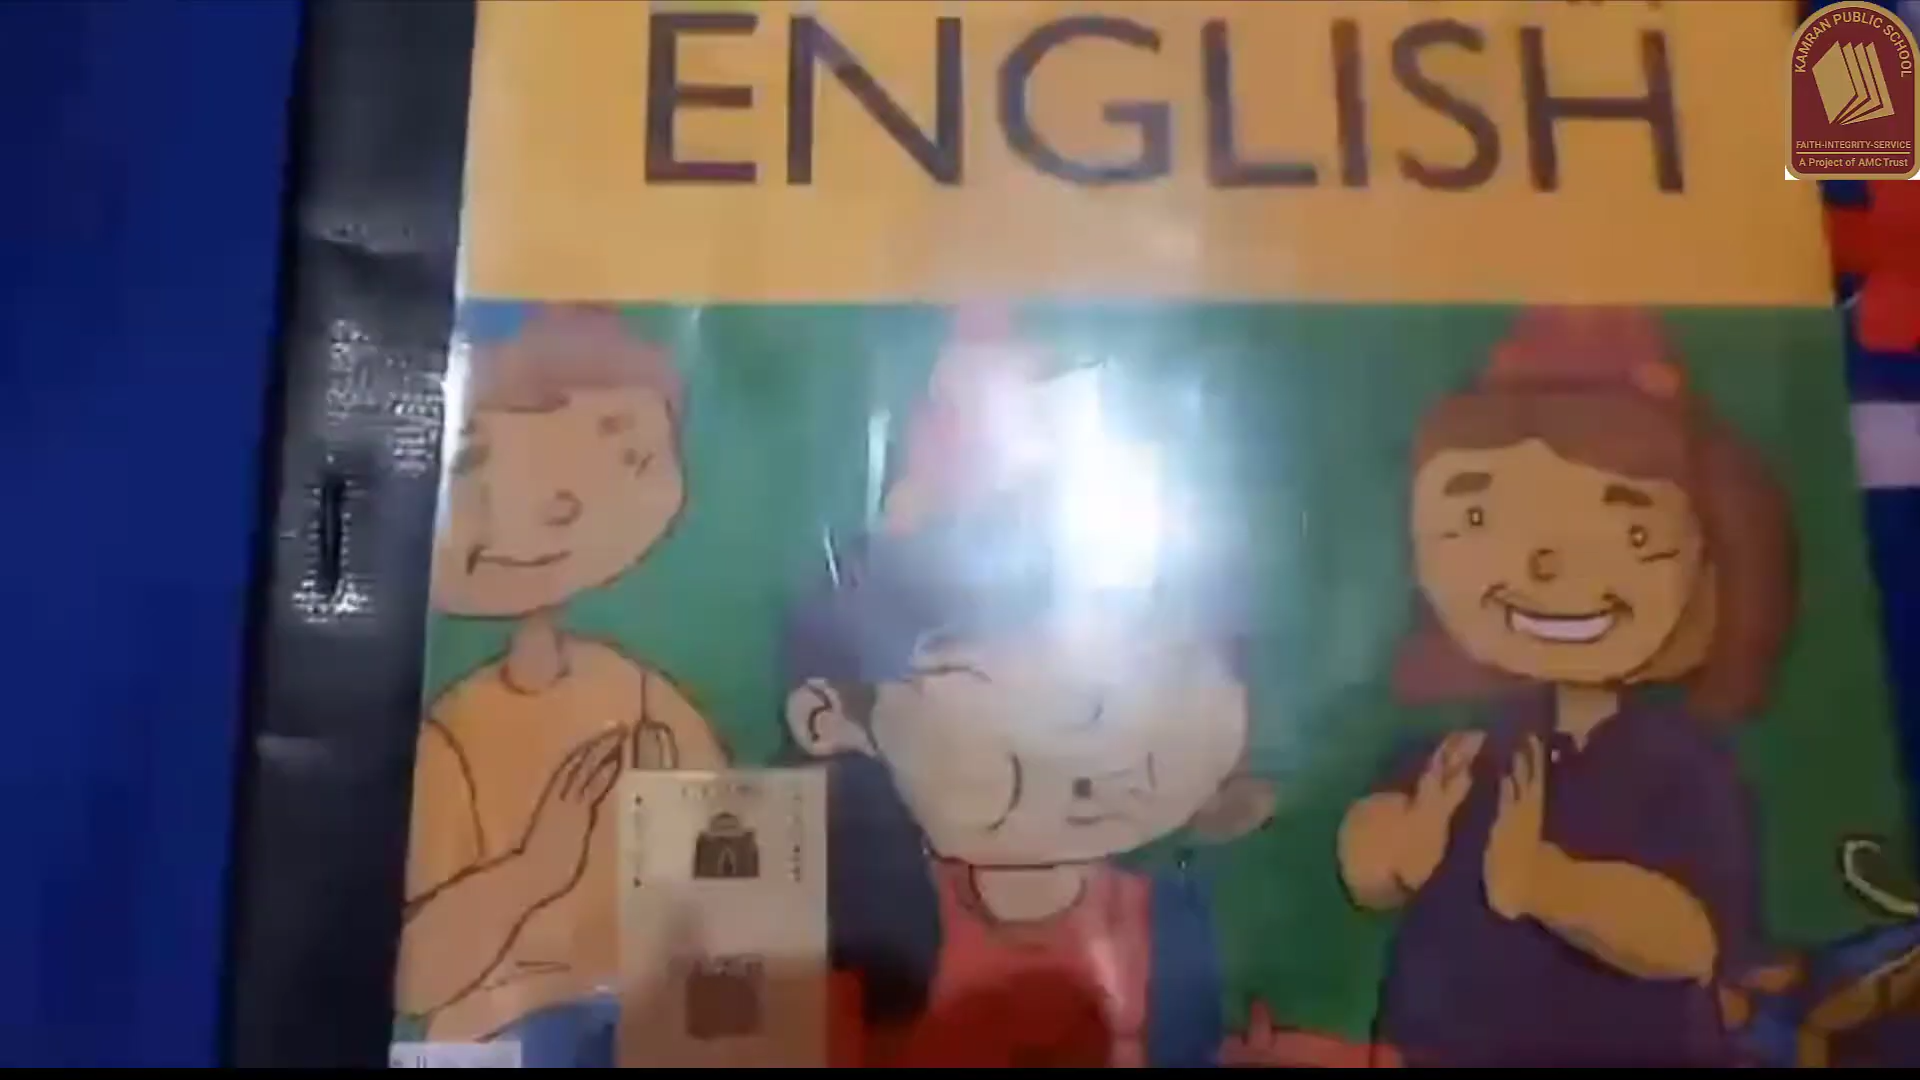 ENGLISH
KAMRAN PUBLIC SCHOOL
FAITH-INTEGRITY-SERVICE
A Project of AMC Trust